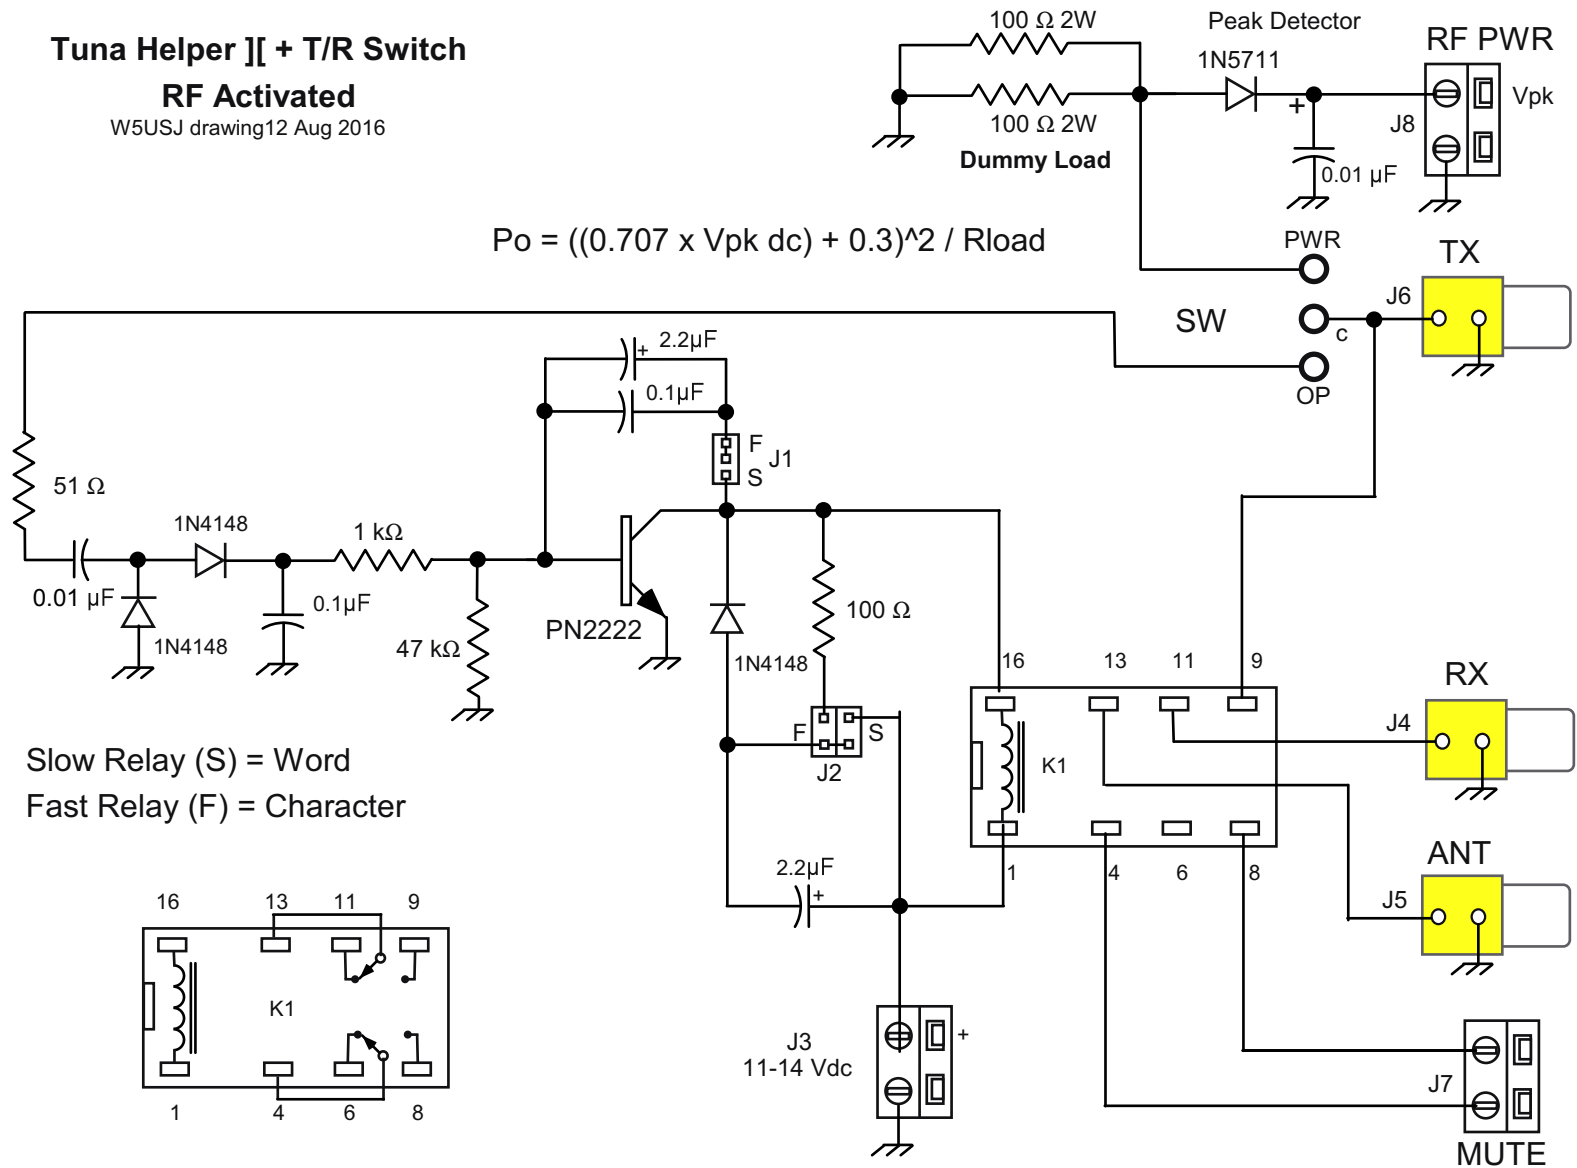 Tuna Helper ][ + T/R Switch
RF Activated
W5USJ drawing12 Aug 2016
100 Ω 2W
100 Ω 2W
Dummy Load
Peak Detector
1N5711
+
0.01 µF
RF PWR
Vpk
J8
Po = ((0.707 x Vpk dc) + 0.3)^2 / Rload
PWR
SW
c
OP
TX
J6
2.2µF
+
0.1µF
F
J1
S
51 Ω
0.01 µF
1N4148
1N4148
0.1µF
1 kΩ
47 kΩ
PN2222
1N4148
100 Ω
F
S
J2
16
13
11
9
K1
1
4
6
8
RX
J4
ANT
J5
Slow Relay (S) = Word
Fast Relay (F) = Character
2.2µF
+
16
13
11
9
K1
1
4
6
8
J3
11-14 Vdc
+
J7
MUTE